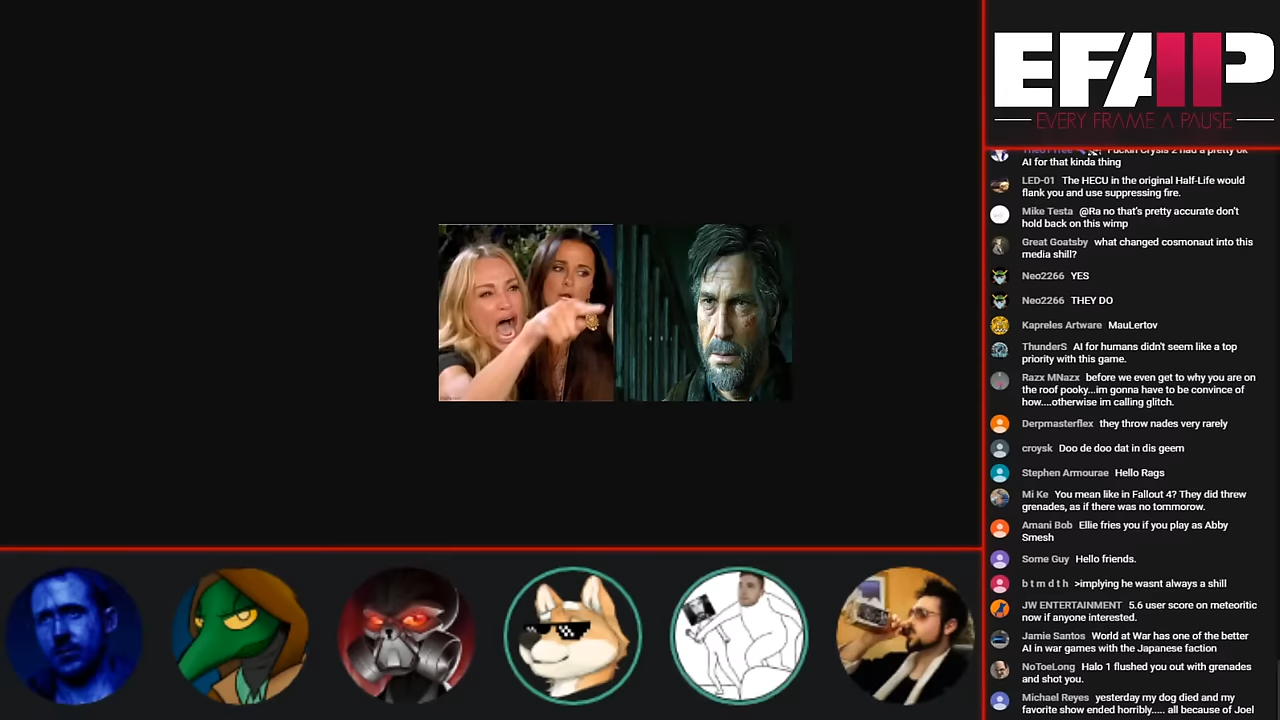 EFAP
EVERY FRAME A PAUSE
Fuckin Crysis 2 had a pretty ok
AI for that kinda thing
LED-01 The HECU in the original Half-Life would
flank you and use suppressing fire.
Mike Testa @Ra no that's pretty accurate don't
hold back on this wimp
Great Goatsby what changed cosmonaut into this
media shill?
Neo2266 YES
Neo2266 THEY DO
Kapreles Artware MauLertov
ThunderS AI for humans didn't seem like a top
priority with this game.
Razx MNazx before we even get to why you are on
the roof pooky...im gonna have to be convince of
how....otherwise im calling glitch.
Derpmasterflex they throw nades very rarely
croysk Doo de doo dat in dis geem
Stephen Armourae Hello Rags
Mi Ke You mean like in Fallout 4? They did threw
grenades, as if there was no tommorow.
Amani Bob Ellie fries you if you play as Abby
Smesh
Some Guy Hello friends.
b t m d t h >implying he wasnt always a shill
JW ENTERTAINMENT 5.6 user score on meteoritic
now if anyone interested.
Jamie Santos World at War has one of the better
AI in war games with the Japanese faction
NoToeLong Halo 1 flushed you out with grenades
and shot you.
Michael Reyes yesterday my dog died and my
favorite show ended horribly..... all because of Joel